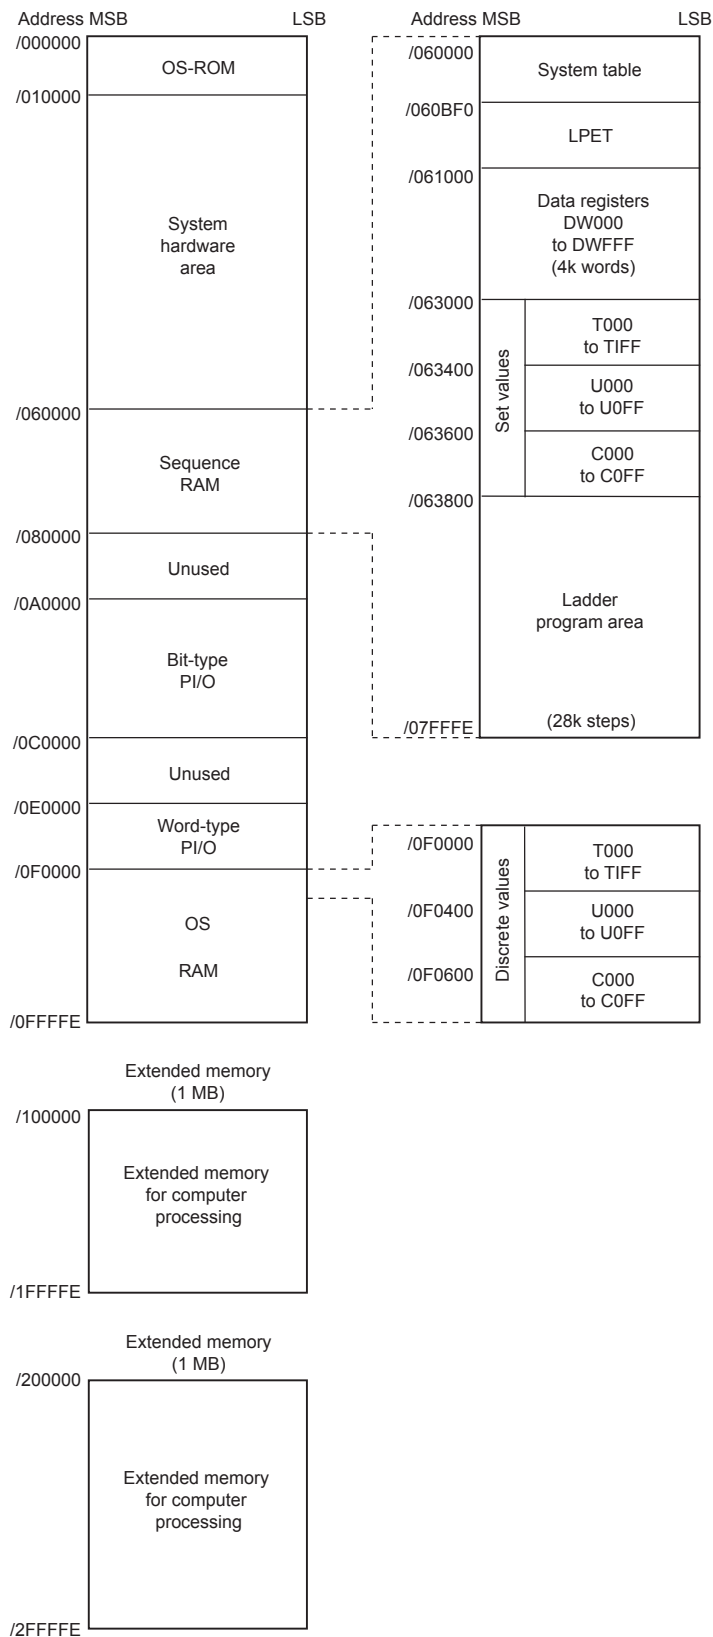 Address MSB LSB
/000000
OS-ROM
/010000
System
hardware
area
/060000
Sequence
RAM
/080000
Unused
/0A0000
Bit-type
PI/O
/0C0000
Unused
/0E0000
Word-type
PI/O
/0F0000
OS
RAM
/0FFFFE
Address MSB LSB
/060000
System table
/060BF0
LPET
/061000
Data registers
DW000
to DWFFF
(4k words)
/063000
Set values
T000
to TIFF
/063400
U000
to U0FF
/063600
C000
to C0FF
/063800
Ladder
program area
(28k steps)
/07FFFE
/0F0000
Discrete values
T000
to TIFF
/0F0400
U000
to U0FF
/0F0600
C000
to C0FF
Extended memory
(1 MB)
/100000
Extended memory
for computer
processing
/1FFFFE
Extended memory
(1 MB)
/200000
Extended memory
for computer
processing
/2FFFFE